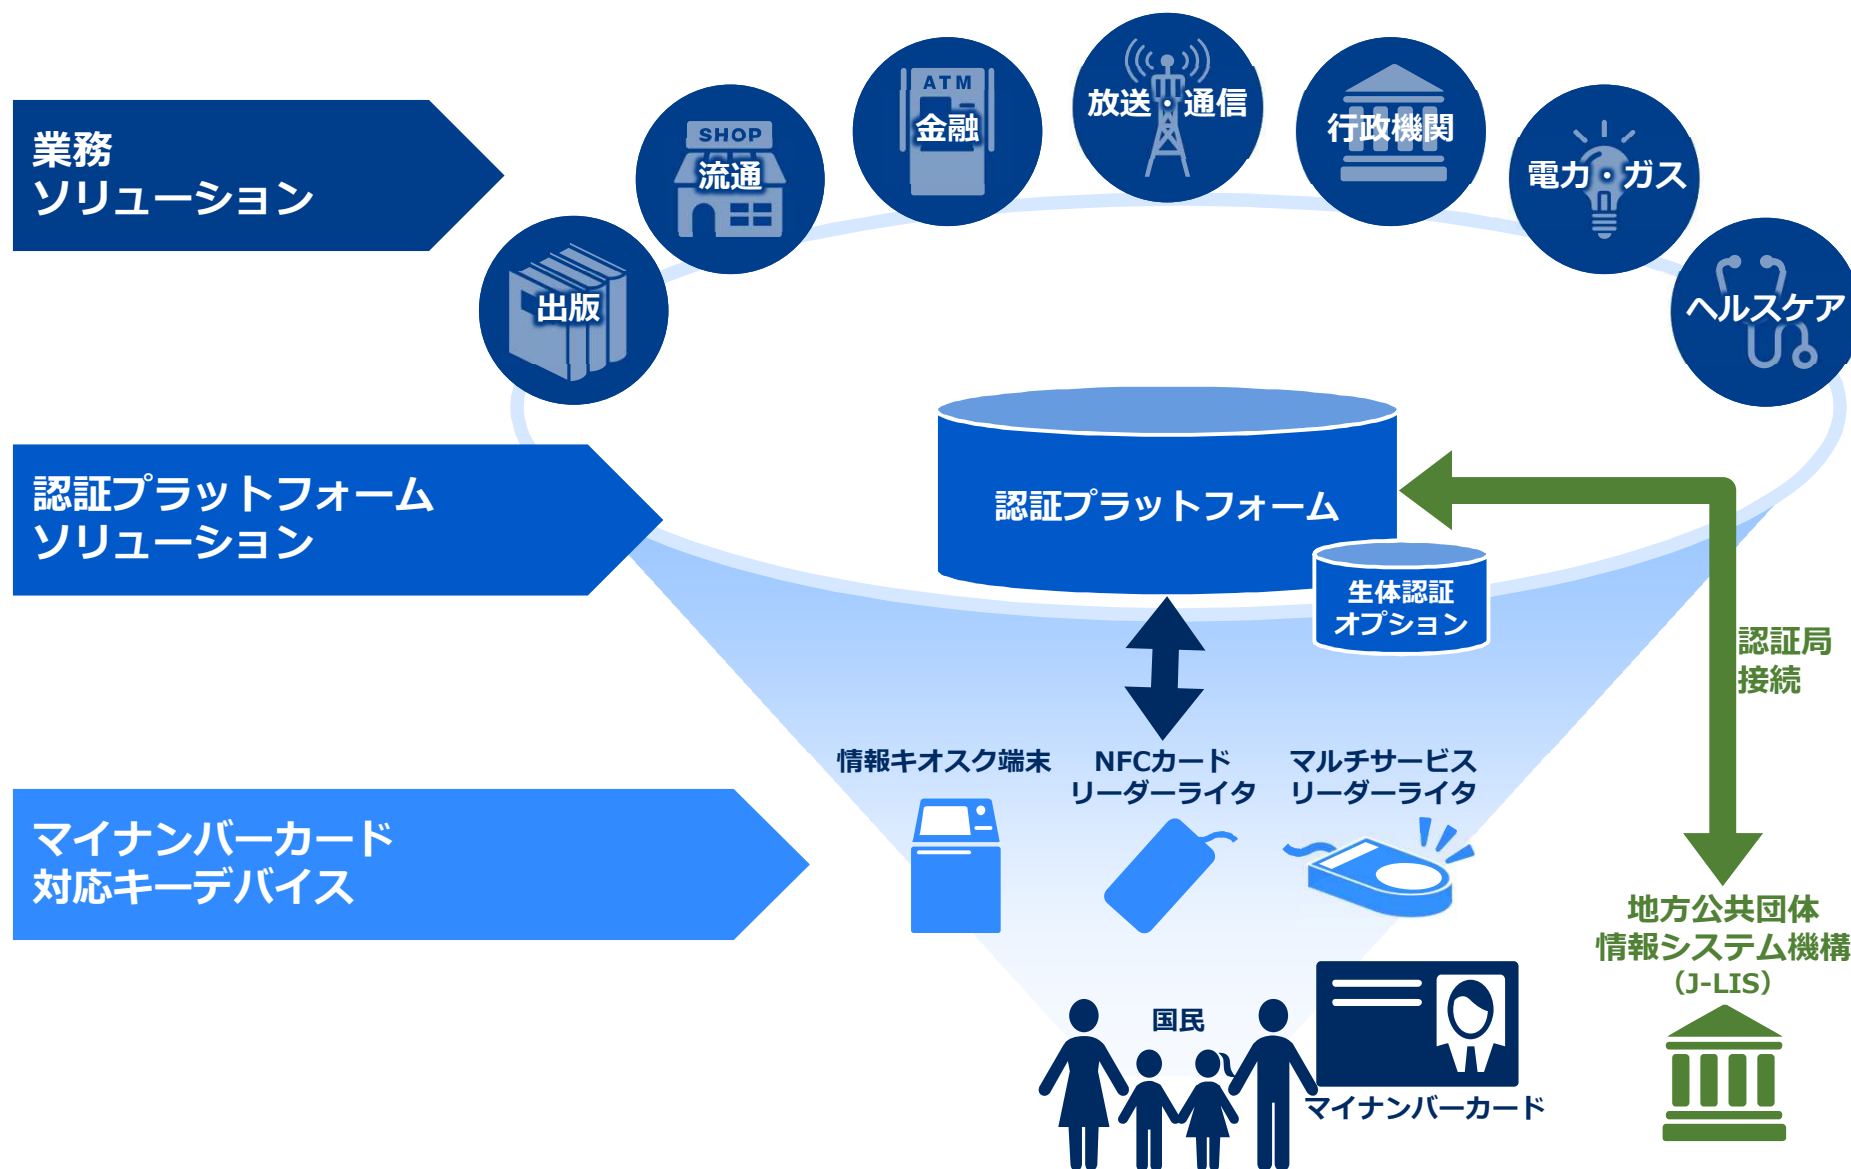 業務
ソリューション
出版
SHOP
流通
ATM
金融
放送・通信
行政機関
電力・ガス
ヘルスケア
認証プラットフォーム
ソリューション
認証プラットフォーム
生体認証
オプション
認証局
接続
マイナンバーカード
対応キーデバイス
情報キオスク端末
NFCカード
リーダーライタ
マルチサービス
リーダーライタ
地方公共団体
情報システム機構
（J-LIS）
国民
マイナンバーカード